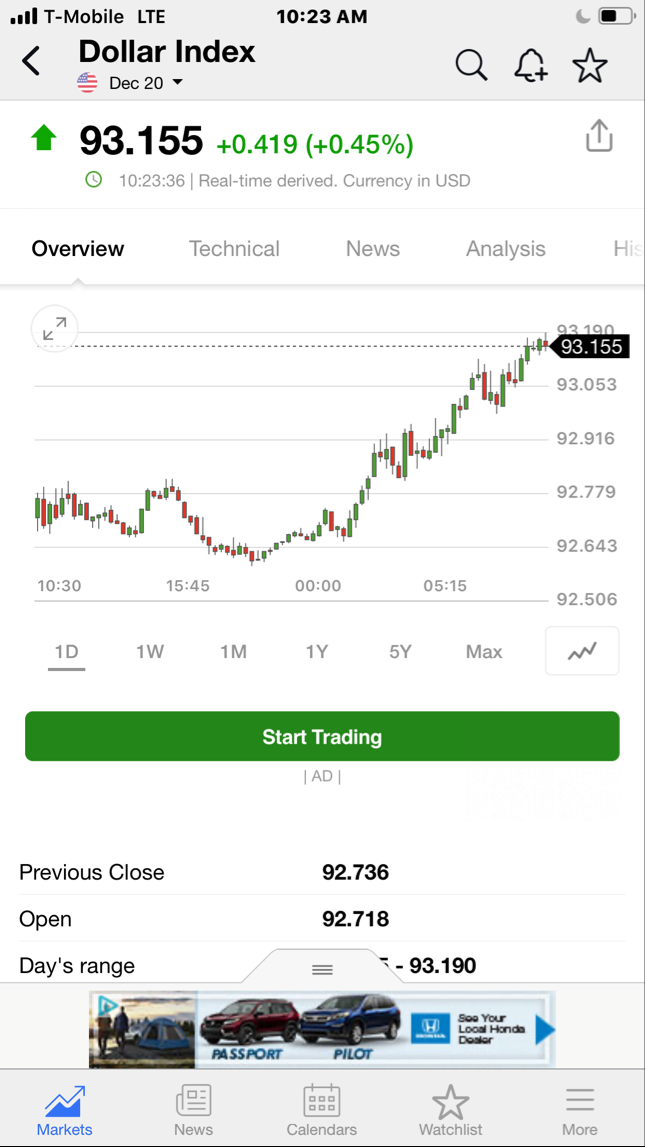 T-Mobile LTE 10:23 AM
Dollar Index
Dec 20
93.155 +0.419 (+0.45%)
10:23:36 | Real-time derived. Currency in USD
Overview Technical News Analysis His
93.190
93.155
93.053
92.916
92.779
92.643
10:30 15:45 00:00 05:15
92.506
1D 1W 1M 1Y 5Y Max
Start Trading
| AD |
Previous Close 92.736
Open 92.718
Day's range - 93.190
PASSPORT PILOT HONDA See Your
Local Honda
Dealer
Markets News Calendars Watchlist More